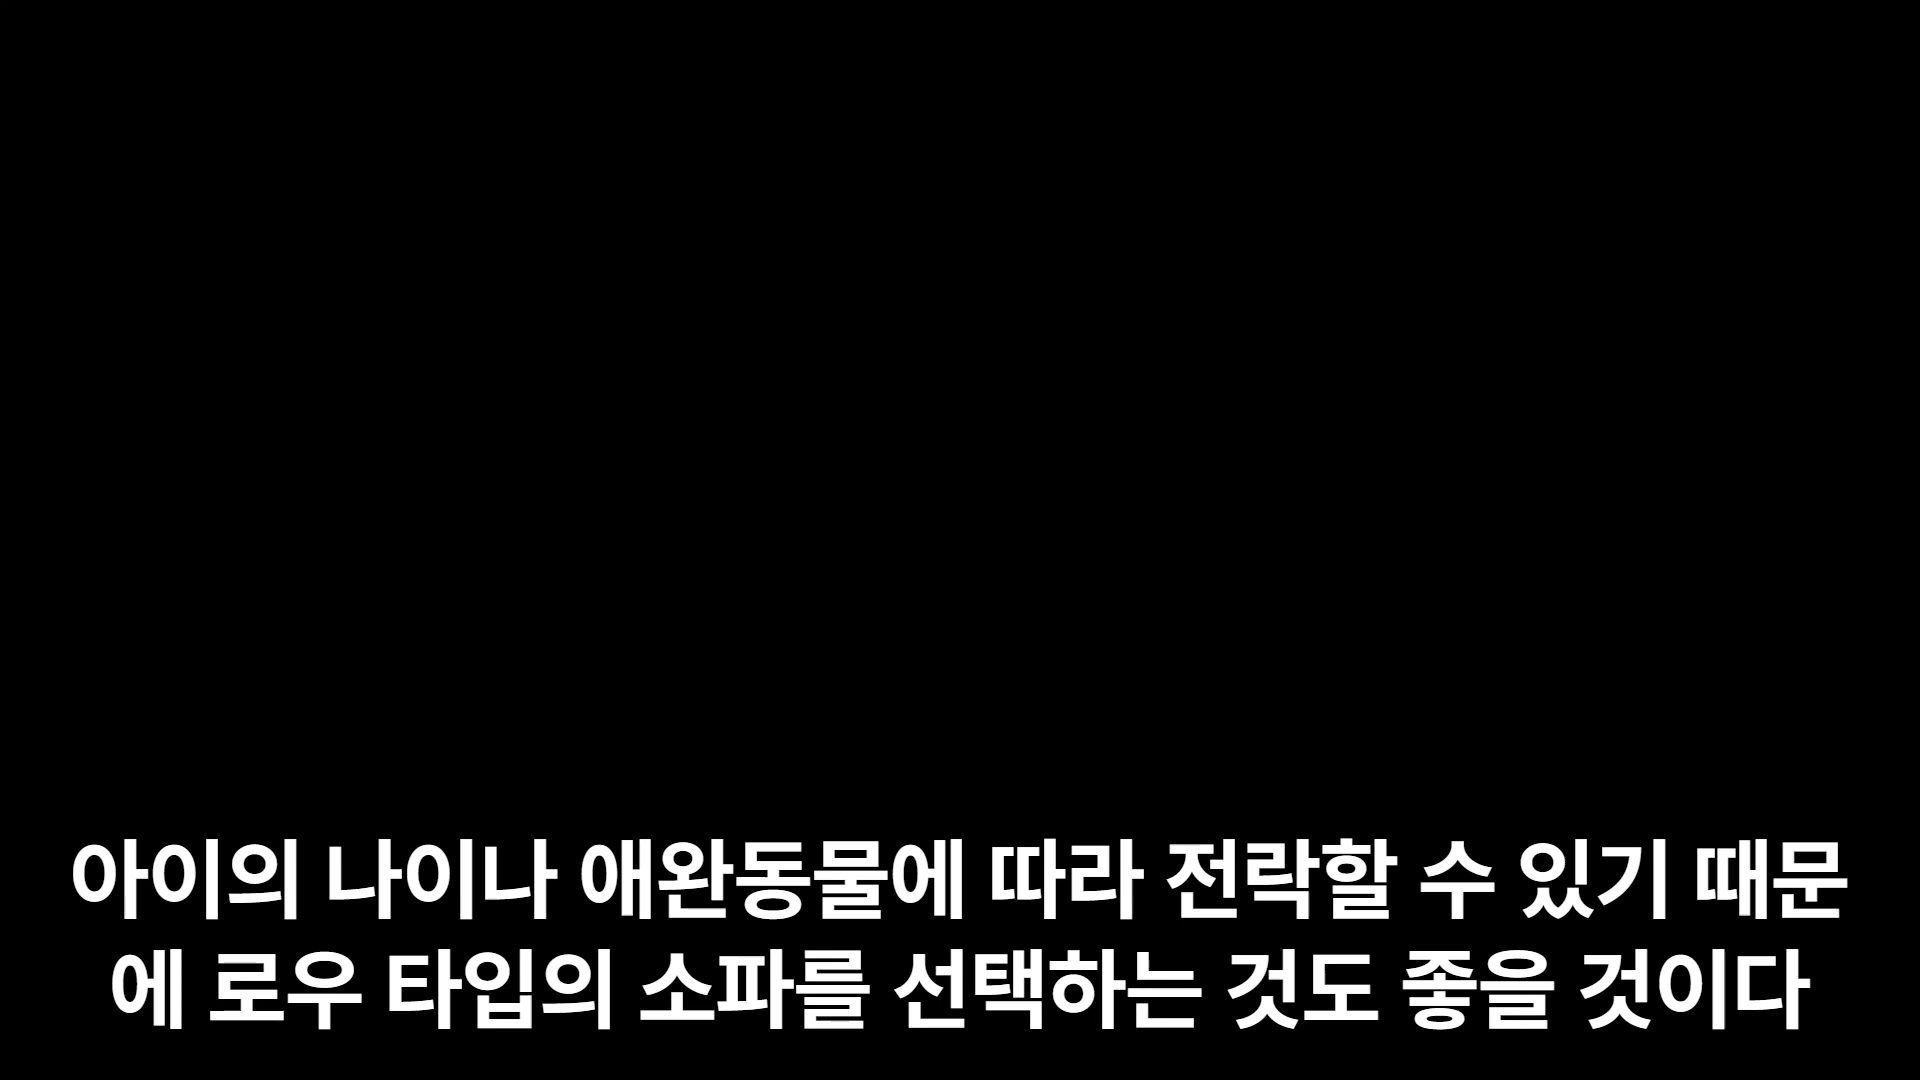 아이의 나이나 애완동물에 따라 전락할 수 있기 때문
에 로우 타입의 소파를 선택하는 것도 좋을 것이다